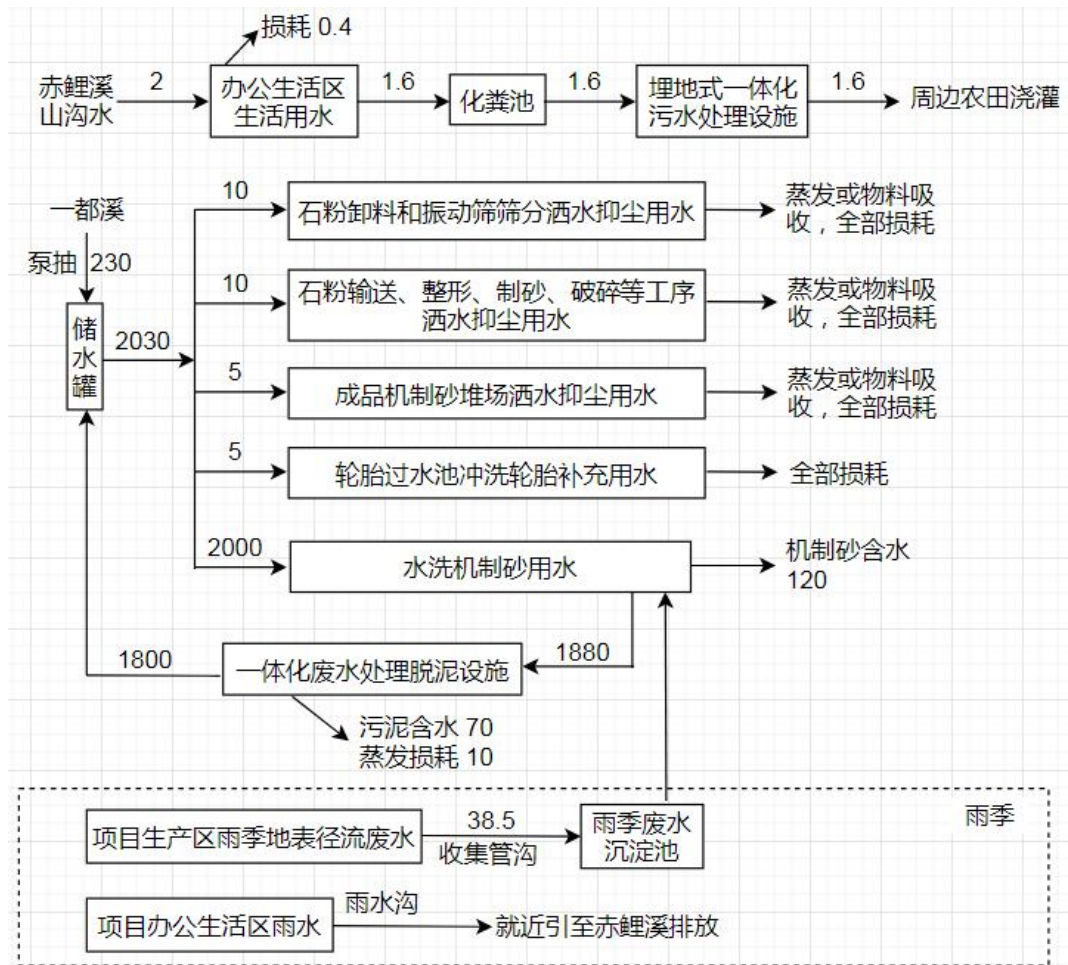 损耗 0.4
赤鲤溪
山沟水
2
办公生活区
生活用水
1.6
化粪池
1.6
埋地式一体化
污水处理设施
1.6
周边农田浇灌
一都溪
泵抽
230
储
水
罐
2030
10
石粉卸料和振动筛筛分洒水抑尘用水
蒸发或物料吸
收，全部损耗
10
石粉输送、整形、制砂、破碎等工序
洒水抑尘用水
蒸发或物料吸
收，全部损耗
5
成品机制砂堆场洒水抑尘用水
蒸发或物料吸
收，全部损耗
5
轮胎过水池冲洗轮胎补充用水
全部损耗
2000
水洗机制砂用水
机制砂含水
120
1800
一体化废水处理脱泥设施
1880
污泥含水 70
蒸发损耗 10
雨季
项目生产区雨季地表径流废水
38.5
收集管沟
雨季废水
沉淀池
项目办公生活区雨水
雨水沟
就近引至赤鲤溪排放